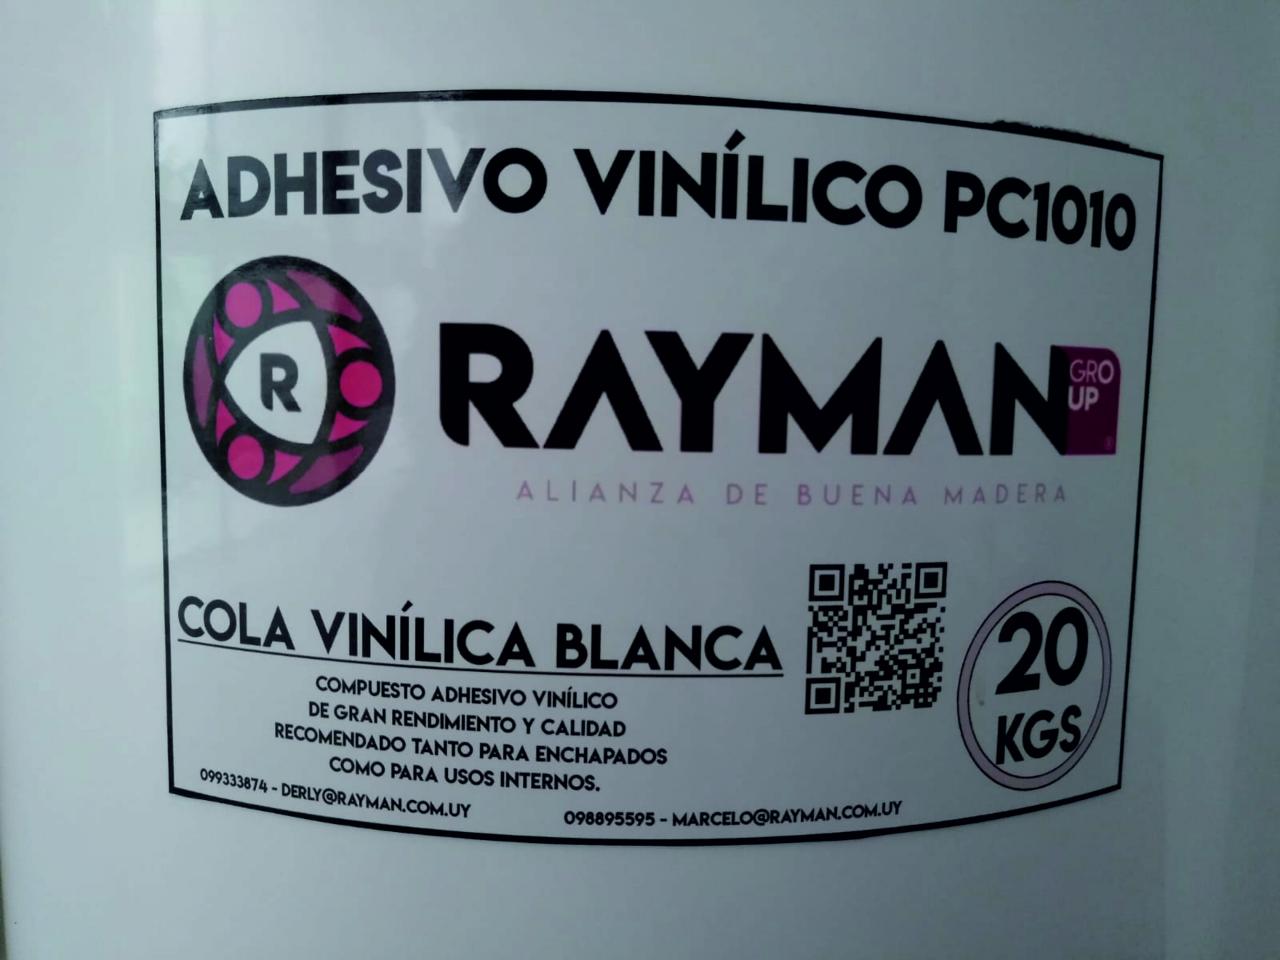 ADHESIVO VINÍLICO PC1010
R
RAYMAN
GRO
UP
ALIANZA DE BUENA MADERA
COLA VINÍLICA BLANCA
COMPUESTO ADHESIVO VINÍLICO
DE GRAN RENDIMIENTO Y CALIDAD
RECOMENDADO TANTO PARA ENCHAPADOS
COMO PARA USOS INTERNOS.
20
KGS
099333874 - DERLY@RAYMAN.COM.UY
098895595 - MARCELO@RAYMAN.COM.UY